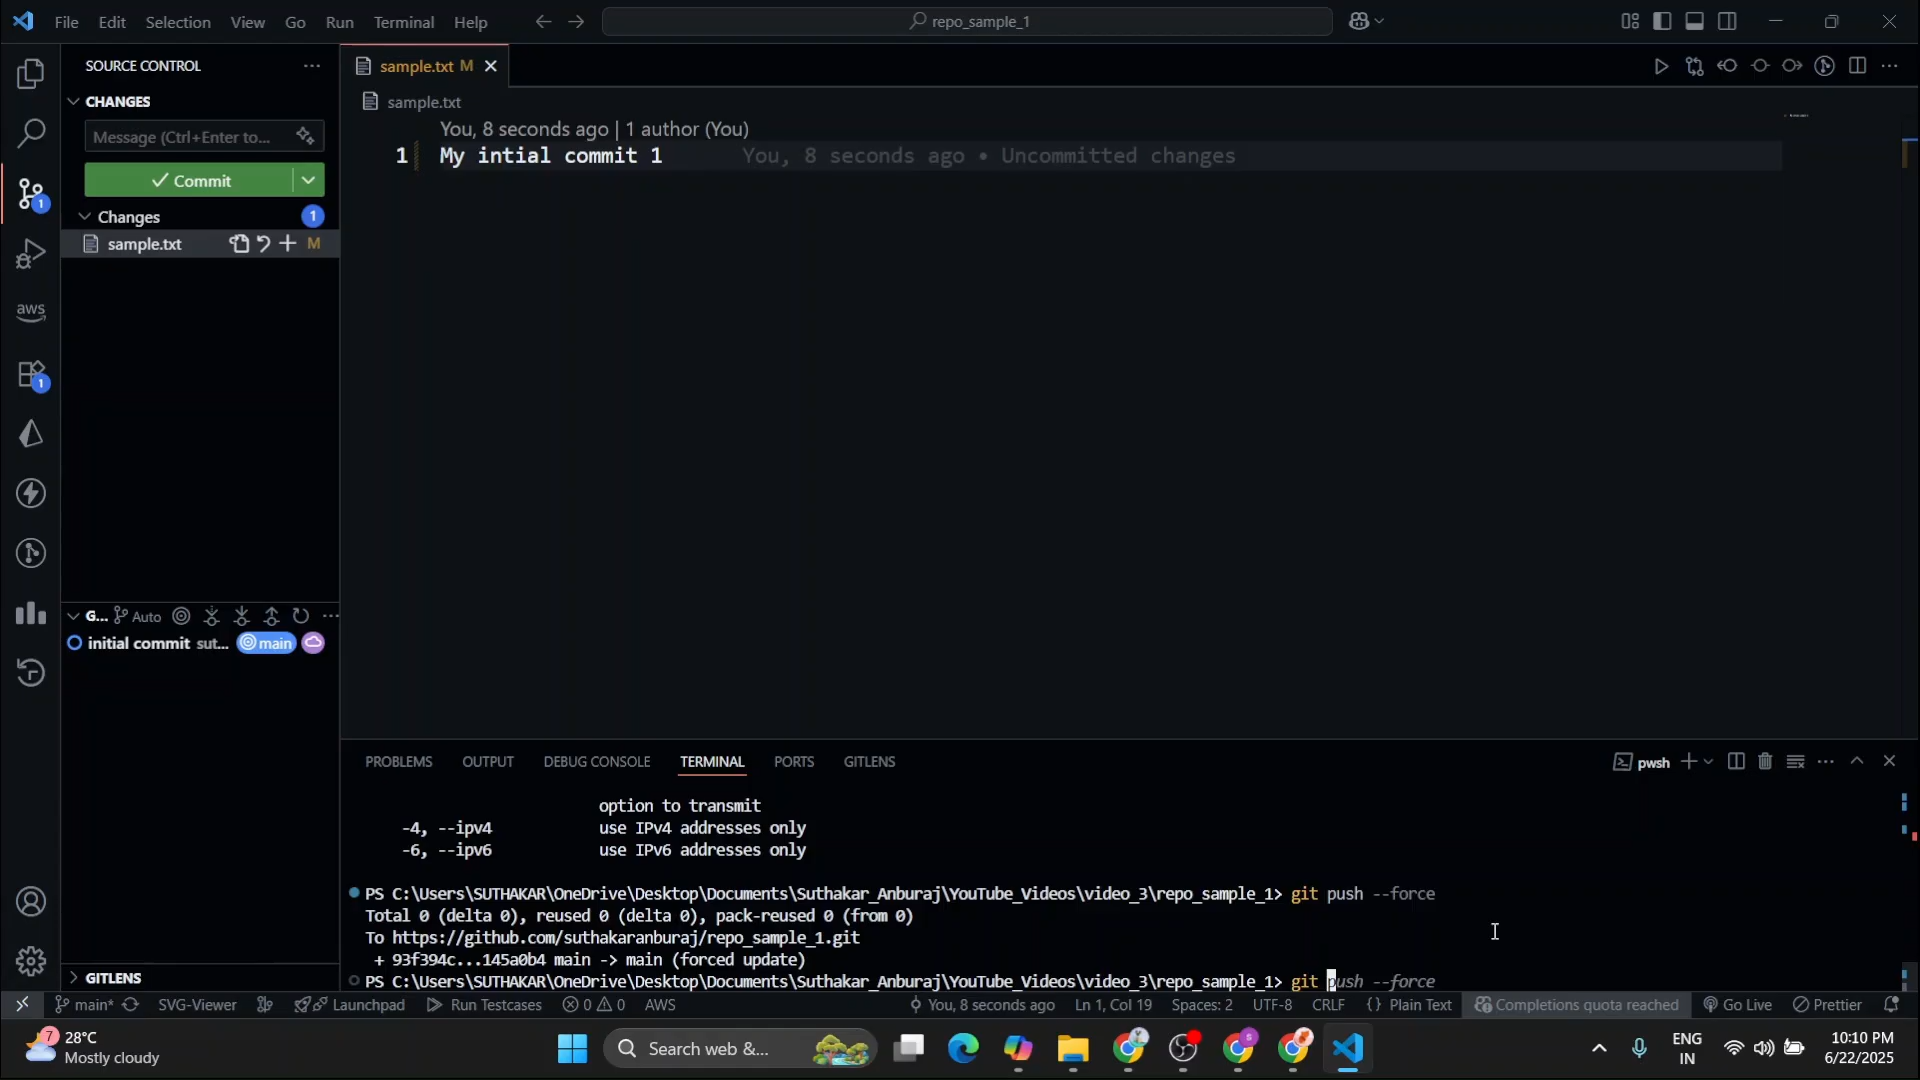 File Edit Selection View Go Run Terminal Help
repo_sample_1
SOURCE CONTROL
CHANGES
Message (Ctrl+Enter to...
Commit
Changes
1
sample.txt
M
G...
Auto
initial commit sut...
main
GITLENS
aws
1
1
sample.txt M
sample.txt
You, 8 seconds ago | 1 author (You)
1 My intial commit 1 You, 8 seconds ago • Uncommitted changes
PROBLEMS OUTPUT DEBUG CONSOLE TERMINAL PORTS GITLENS
pwsh
option to transmit
-4, --ipv4 use IPv4 addresses only
-6, --ipv6 use IPv6 addresses only
PS C:\Users\SUTHAKAR\OneDrive\Desktop\Documents\Suthakar_Anburaj\YouTube_Videos\video_3\repo_sample_1> git push --force
Total 0 (delta 0), reused 0 (delta 0), pack-reused 0 (from 0)
To https://github.com/suthakaranburaj/repo_sample_1.git
+ 93f394c...145a0b4 main -> main (forced update)
PS C:\Users\SUTHAKAR\OneDrive\Desktop\Documents\Suthakar_Anburaj\YouTube_Videos\video_3\repo_sample_1> git push --force
main* SVG-Viewer Launchpad Run Testcases 0 0 AWS You, 8 seconds ago Ln 1, Col 19 Spaces: 2 UTF-8 CRLF {} Plain Text Completions quota reached Go Live Prettier
7
28°C
Mostly cloudy
Search web &...
ENG
IN
10:10 PM
6/22/2025